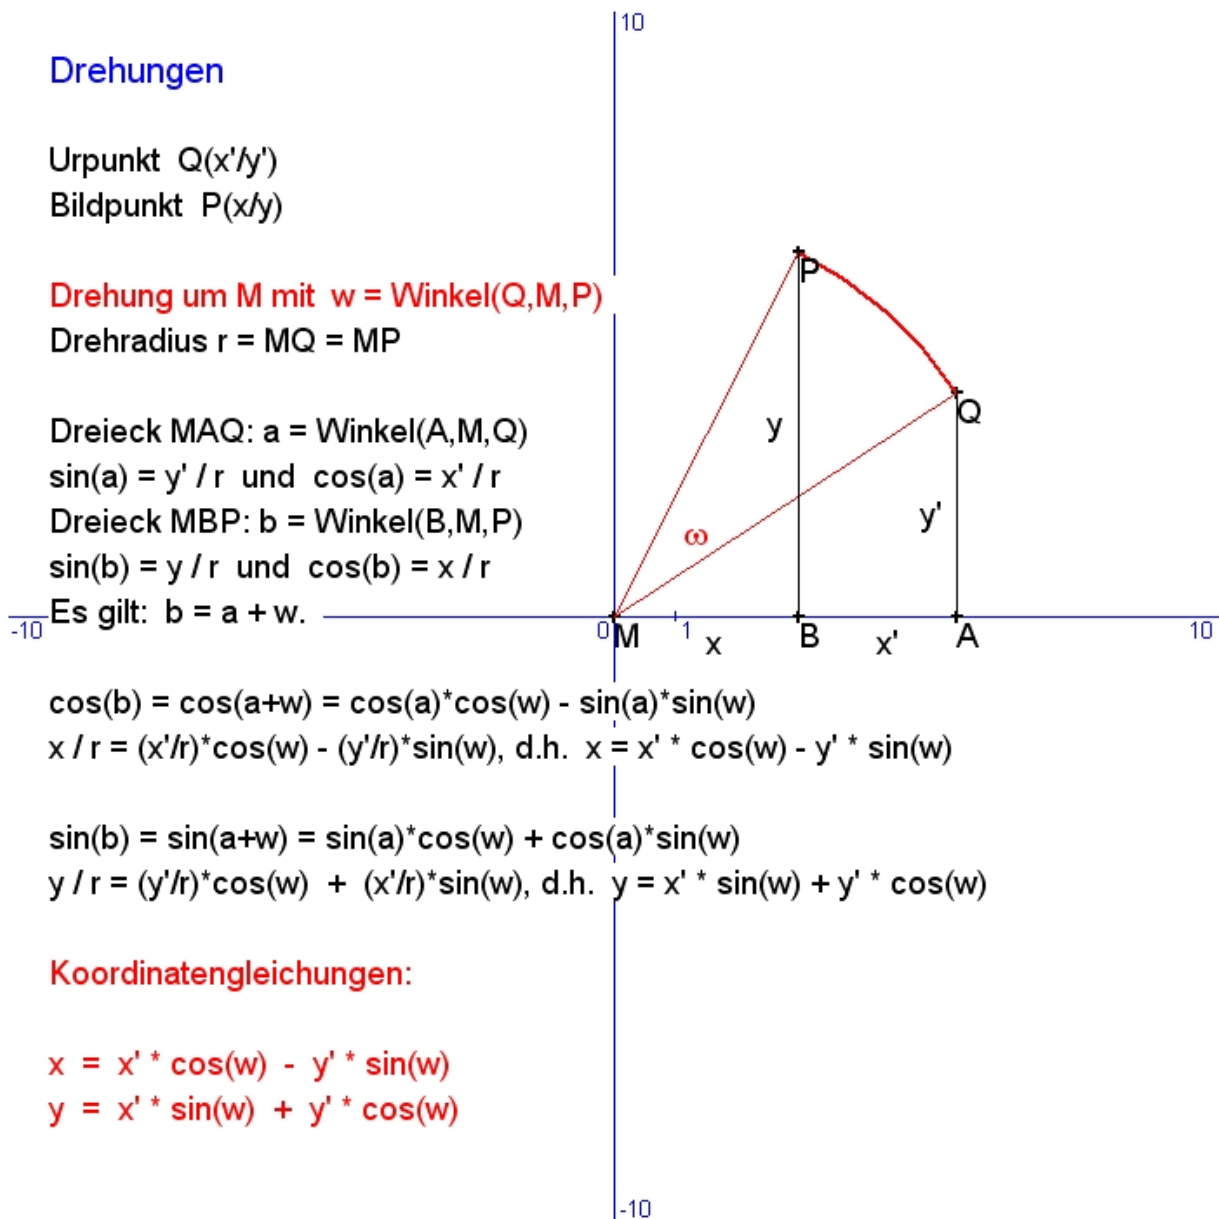 10
Drehungen
Urpunkt Q(x'/y')
Bildpunkt P(x/y)
P
Drehung um M mit w = Winkel(Q,M,P)
Drehradius r = MQ = MP
Q
Dreieck MAQ: a = Winkel(A,M,Q)
y
sin(a) = y' / r und cos(a) = x' / r
Dreieck MBP: b = Winkel(B,M,P)
y'
ω
sin(b) = y / r und cos(b) = x / r
Es gilt: b = a + w.
-10 0 M 1 x B x' A 10
cos(b) = cos(a+w) = cos(a)*cos(w) - sin(a)*sin(w)
x / r = (x'/r)*cos(w) - (y'/r)*sin(w), d.h. x = x' * cos(w) - y' * sin(w)
sin(b) = sin(a+w) = sin(a)*cos(w) + cos(a)*sin(w)
y / r = (y'/r)*cos(w) + (x'/r)*sin(w), d.h. y = x' * sin(w) + y' * cos(w)
Koordinatengleichungen:
x = x' * cos(w) - y' * sin(w)
y = x' * sin(w) + y' * cos(w)
-10